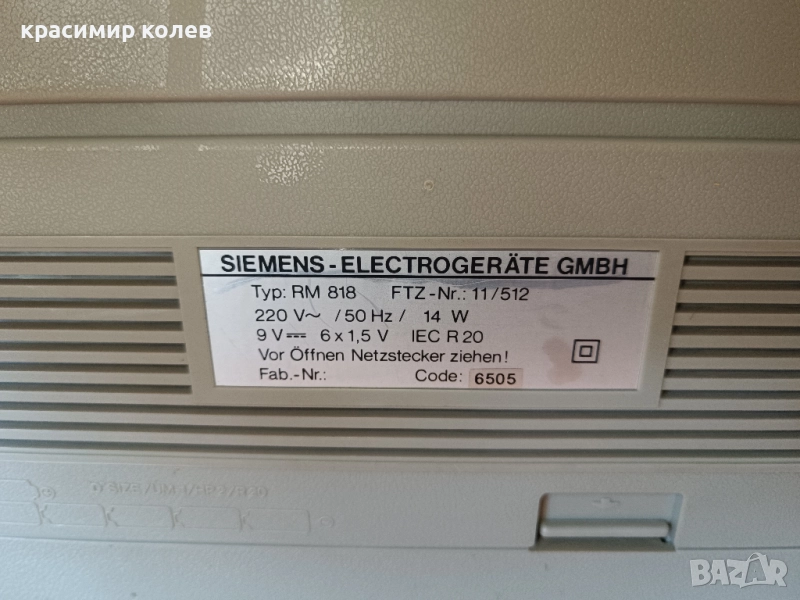 красимир колев
SIEMENS-ELECTROGERÄTE GMBH
Typ: RM 818 FTZ-Nr.: 11/512
220 V~ /50 Hz/ 14 W
9 V⎓ 6 x 1,5 V IEC R 20
Vor Öffnen Netzstecker ziehen!
Fab.-Nr.: Code: 6505
K K K K
BAZAR